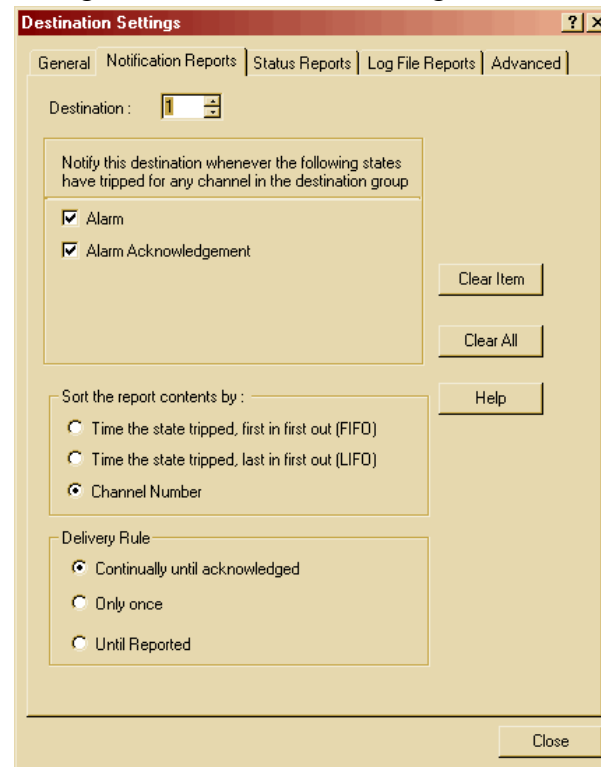 Destination Settings
General Notification Reports Status Reports Log File Reports Advanced
Destination : 1
Notify this destination whenever the following states
have tripped for any channel in the destination group
Alarm
Alarm Acknowledgement
Clear Item
Clear All
Sort the report contents by :
Help
Time the state tripped, first in first out (FIFO)
Time the state tripped, last in first out (LIFO)
Channel Number
Delivery Rule
Continually until acknowledged
Only once
Until Reported
Close